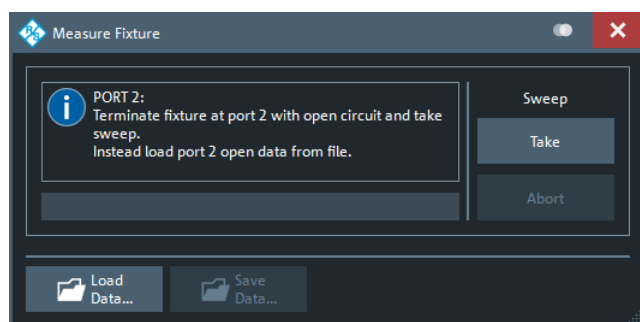 R&S
Measure Fixture
PORT 2:
Terminate fixture at port 2 with open circuit and take
sweep.
Instead load port 2 open data from file.
Sweep
Take
Abort
Load
Data...
Save
Data...